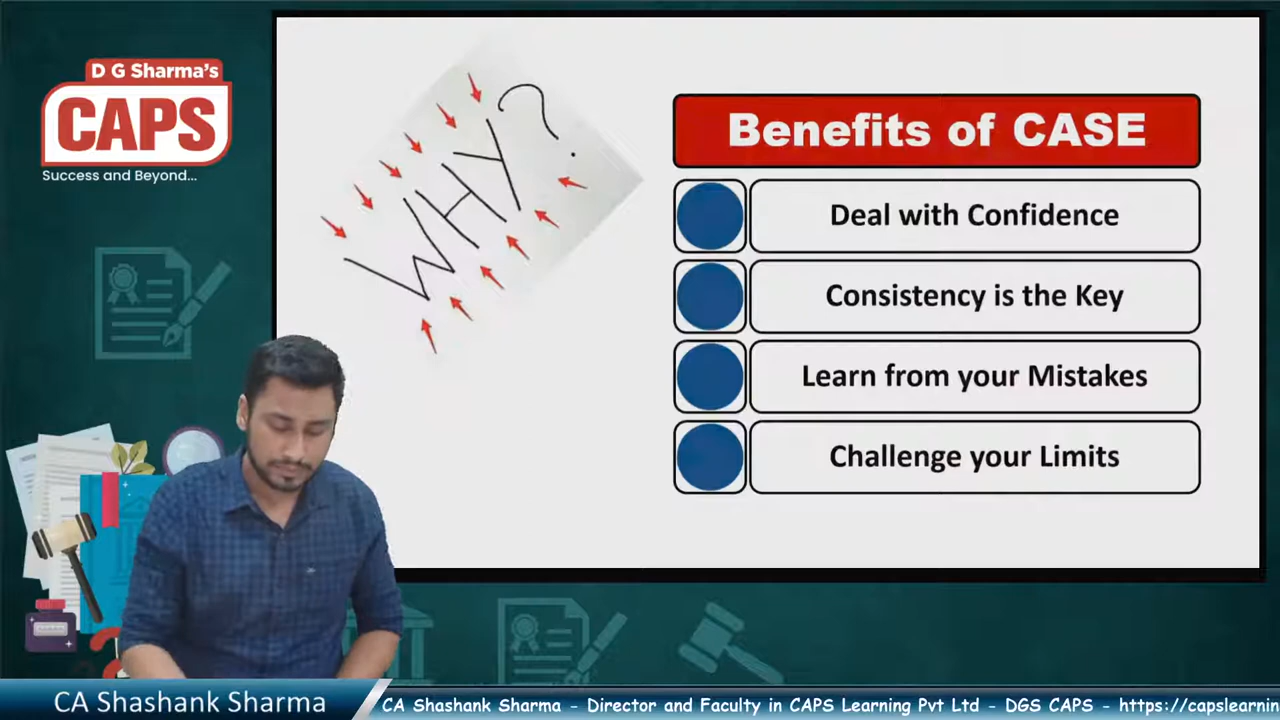 D G Sharma's
CAPS
Success and Beyond...
WHY?
Benefits of CASE
Deal with Confidence
Consistency is the Key
Learn from your Mistakes
Challenge your Limits
CA Shashank Sharma
CA Shashank Sharma - Director and Faculty in CAPS Learning Pvt Ltd - DGS CAPS - https://capslearnin